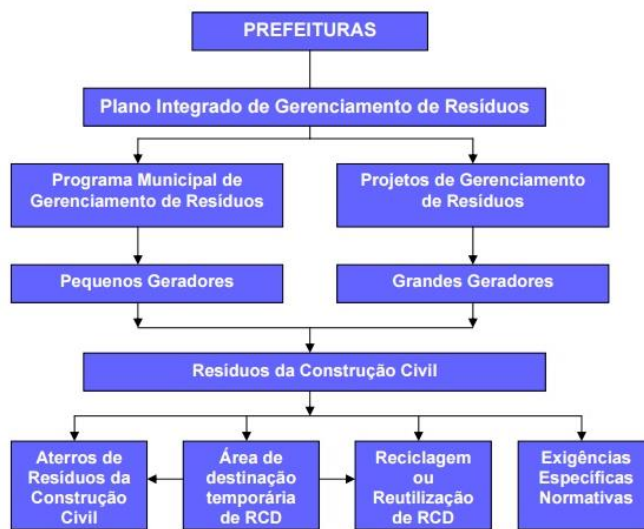 PREFEITURAS
Plano Integrado de Gerenciamento de Resíduos
Programa Municipal de
Gerenciamento de Resíduos
Projetos de Gerenciamento
de Resíduos
Pequenos Geradores
Grandes Geradores
Resíduos da Construção Civil
Aterros de
Resíduos da
Construção
Civil
Área de
destinação
temporária
de RCD
Reciclagem
ou
Reutilização
de RCD
Exigências
Específicas
Normativas